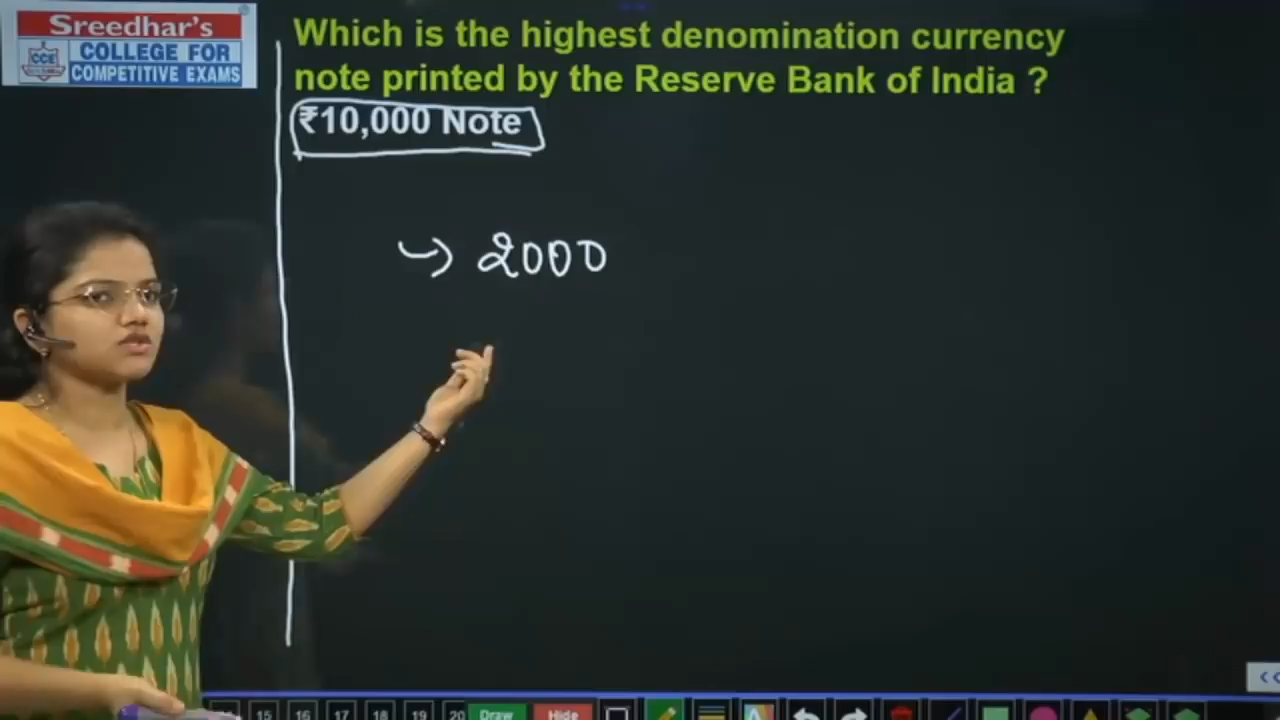 Sreedhar's
CCE
COLLEGE FOR
COMPETITIVE EXAMS
Which is the highest denomination currency
note printed by the Reserve Bank of India ?
₹10,000 Note
→ 2000
15 16 17 18 19 20 Draw Hide